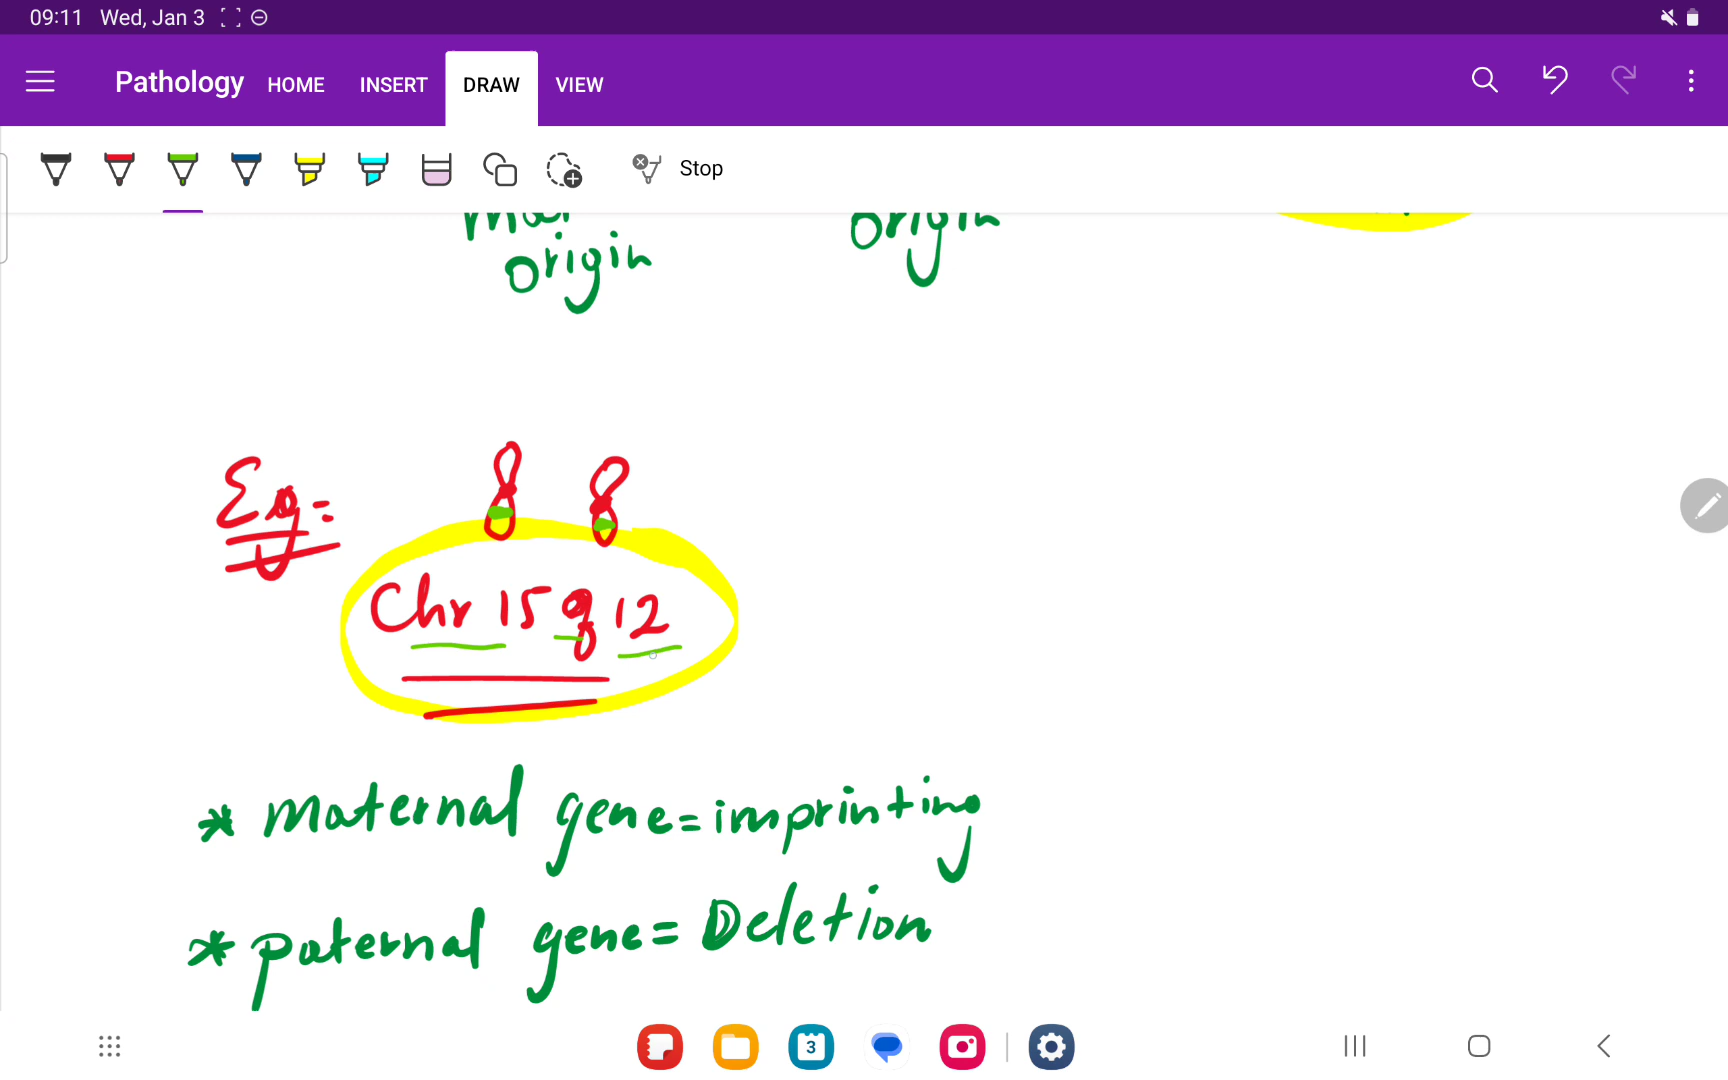 09:11 Wed, Jan 3
Pathology HOME INSERT DRAW VIEW
Stop
origin
origin
Eg=
Chr 15 q 12
* maternal gene = imprinting
* paternal gene = Deletion
3